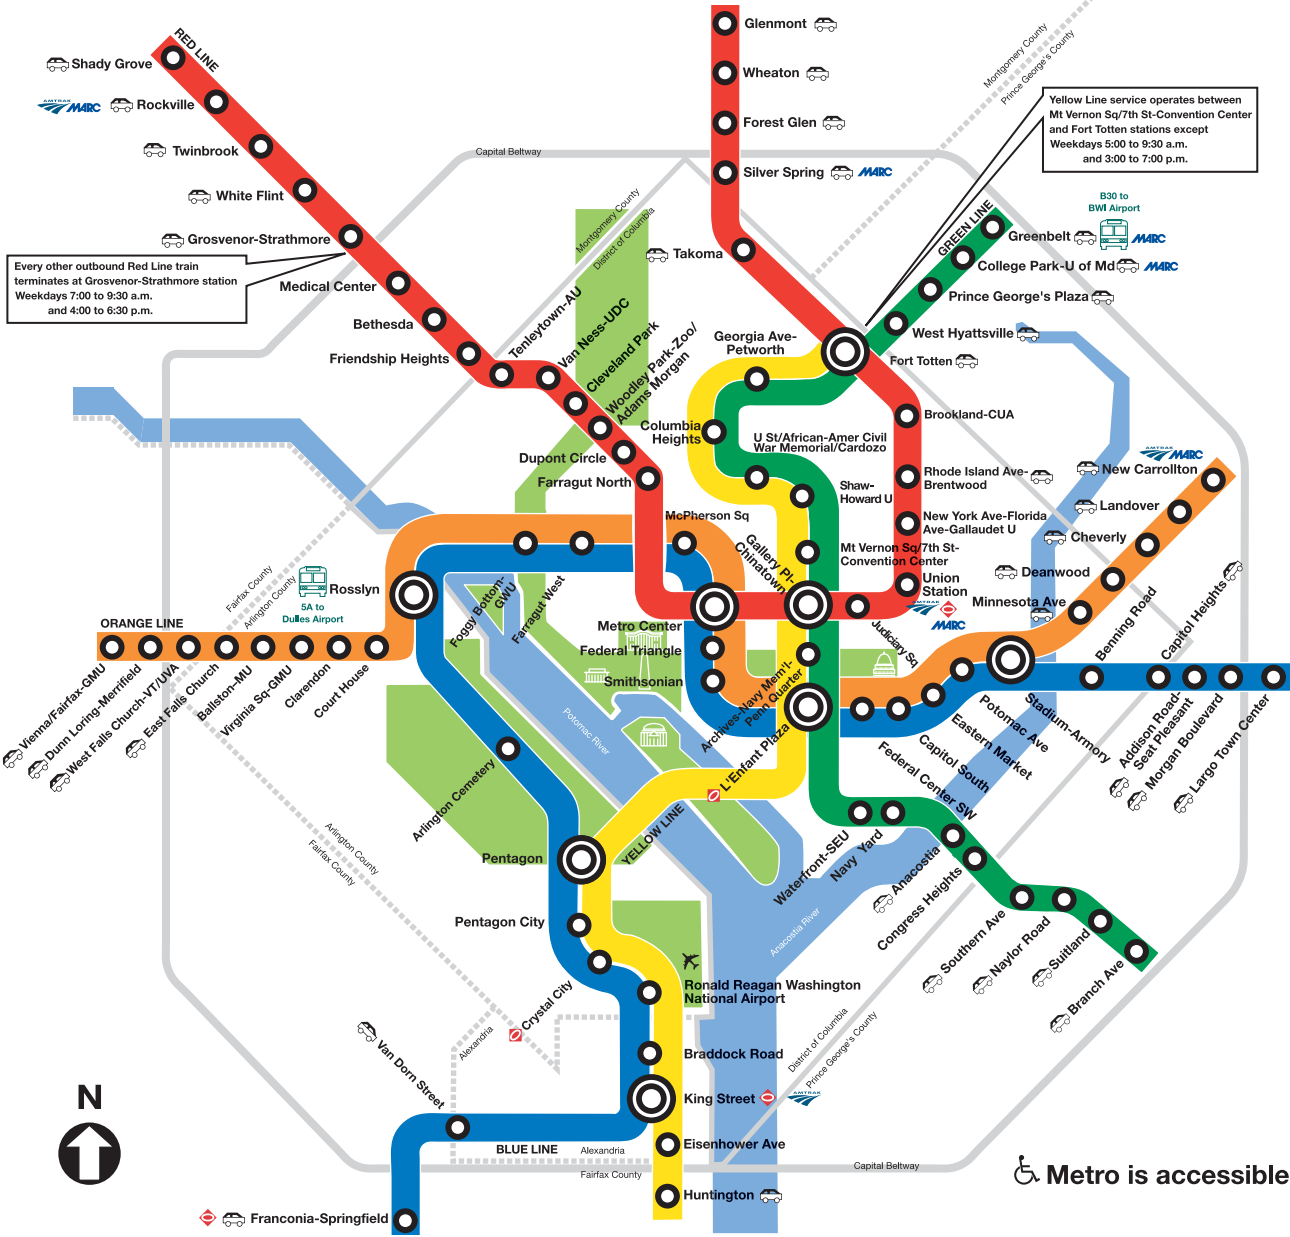 RED LINE
Shady Grove
AMTRAK
MARC
Rockville
Twinbrook
White Flint
Grosvenor-Strathmore
Every other outbound Red Line train
terminates at Grosvenor-Strathmore station
Weekdays 7:00 to 9:30 a.m.
and 4:00 to 6:30 p.m.
Medical Center
Bethesda
Friendship Heights
Tenleytown-AU
Van Ness-UDC
Cleveland Park
Woodley Park-Zoo/
Adams Morgan
Dupont Circle
Farragut North
Capital Beltway
Montgomery County
District of Columbia
Glenmont
Wheaton
Forest Glen
Silver Spring
MARC
Takoma
Montgomery County
Prince George's County
Yellow Line service operates between
Mt Vernon Sq/7th St-Convention Center
and Fort Totten stations except
Weekdays 5:00 to 9:30 a.m.
and 3:00 to 7:00 p.m.
B30 to
BWI Airport
GREEN LINE
Greenbelt
MARC
College Park-U of Md
MARC
Prince George's Plaza
West Hyattsville
Fort Totten
Georgia Ave-
Petworth
Columbia
Heights
U St/African-Amer Civil
War Memorial/Cardozo
Shaw-
Howard U
Brookland-CUA
Rhode Island Ave-
Brentwood
New York Ave-Florida
Ave-Gallaudet U
Mt Vernon Sq/7th St-
Convention Center
Union
Station
AMTRAK
MARC
Judiciary Sq
Gallery Pl-
Chinatown
McPherson Sq
Metro Center
Federal Triangle
Smithsonian
Archives-Navy Mem'l-
Penn Quarter
L'Enfant Plaza
AMTRAK
MARC
New Carrollton
Landover
Cheverly
Deanwood
Minnesota Ave
Benning Road
Capitol Heights
Addison Road-
Seat Pleasant
Morgan Boulevard
Largo Town Center
Stadium-Armory
Potomac Ave
Eastern Market
Capitol South
Federal Center SW
Fairfax County
Arlington County
5A to
Dulles Airport
Rosslyn
Foggy Bottom-
GWU
Farragut West
ORANGE LINE
Vienna/Fairfax-GMU
Dunn Loring-Merrifield
West Falls Church-VT/UVA
East Falls Church
Ballston-MU
Virginia Sq-GMU
Clarendon
Court House
Potomac River
Arlington Cemetery
Pentagon
YELLOW LINE
Arlington County
Fairfax County
Pentagon City
Crystal City
Ronald Reagan Washington
National Airport
Braddock Road
King Street
AMTRAK
Eisenhower Ave
Huntington
Waterfront-SEU
Navy Yard
Anacostia
Congress Heights
Southern Ave
Naylor Road
Suitland
Branch Ave
Anacostia River
District of Columbia
Prince George's County
Alexandria
Van Dorn Street
BLUE LINE
Alexandria
Fairfax County
Capital Beltway
Franconia-Springfield
N
Metro is accessible